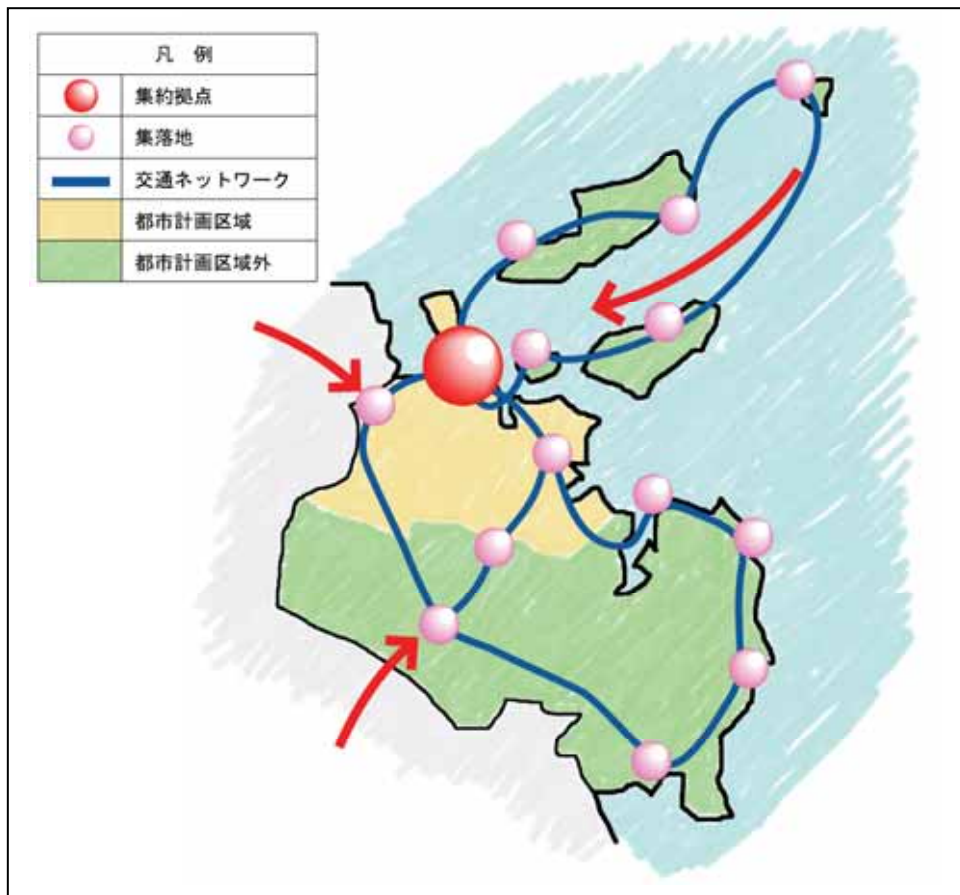 凡 例
集約拠点
集落地
交通ネットワーク
都市計画区域
都市計画区域外